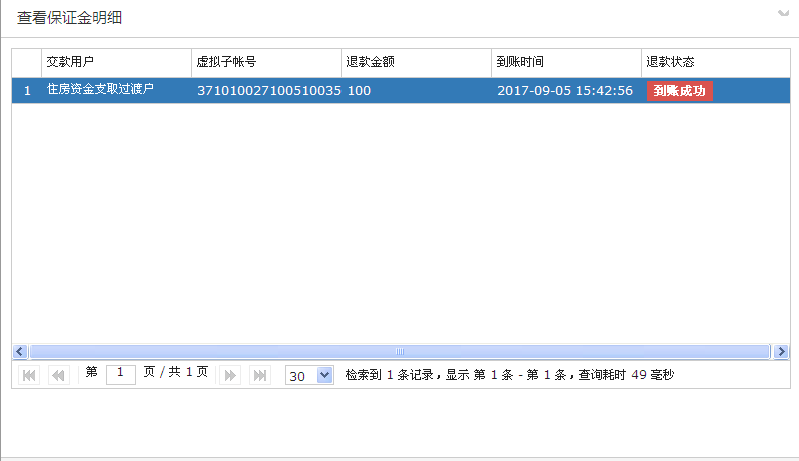 查看保证金明细
交款用户 虚拟子帐号 退款金额 到账时间 退款状态
1 住房资金支取过渡户 371010027100510035 100 2017-09-05 15:42:56 到账成功
第 1 页 / 共 1 页 30 检索到 1 条记录，显示 第 1 条 - 第 1 条，查询耗时 49 毫秒